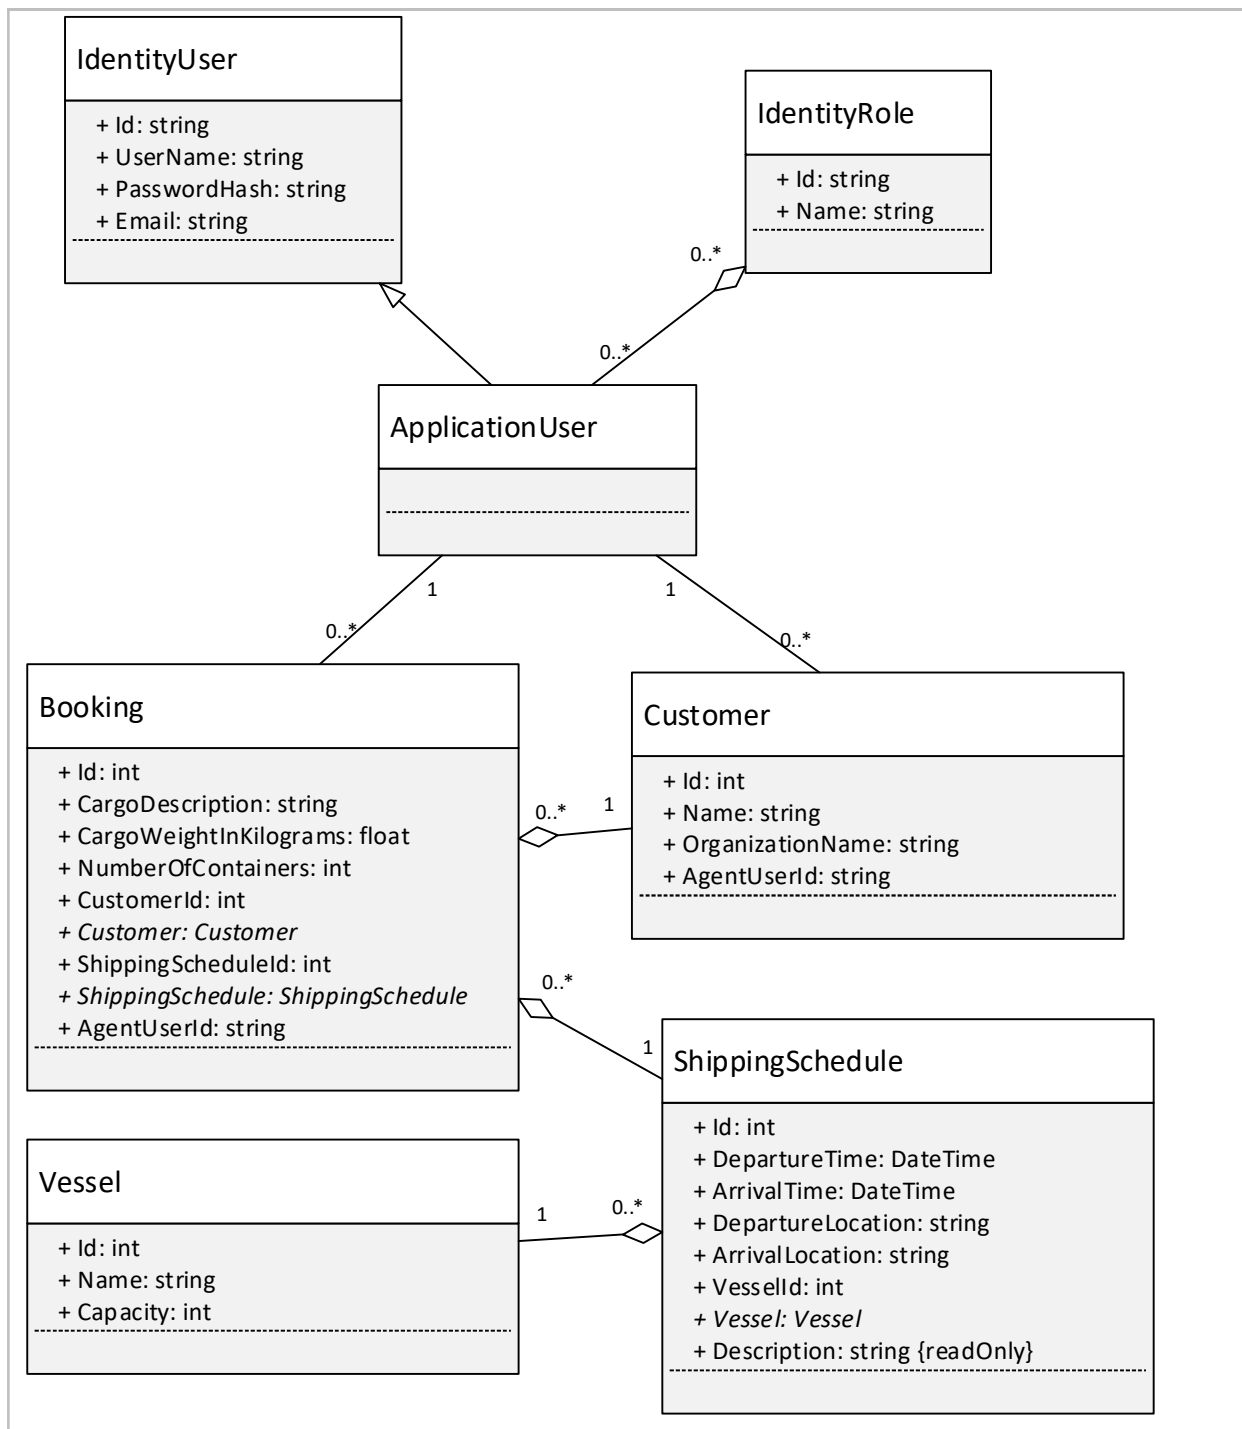 IdentityUser
+ Id: string
+ UserName: string
+ PasswordHash: string
+ Email: string
IdentityRole
+ Id: string
+ Name: string
0..*
0..*
ApplicationUser
1
1
0..*
0..*
Booking
+ Id: int
+ CargoDescription: string
+ CargoWeightInKilograms: float
+ NumberOfContainers: int
+ CustomerId: int
+ Customer: Customer
+ ShippingScheduleId: int
+ ShippingSchedule: ShippingSchedule
+ AgentUserId: string
Customer
+ Id: int
+ Name: string
+ OrganizationName: string
+ AgentUserId: string
0..*
1
0..*
1
ShippingSchedule
+ Id: int
+ DepartureTime: DateTime
+ ArrivalTime: DateTime
+ DepartureLocation: string
+ ArrivalLocation: string
+ VesselId: int
+ Vessel: Vessel
+ Description: string {readOnly}
Vessel
+ Id: int
+ Name: string
+ Capacity: int
1
0..*